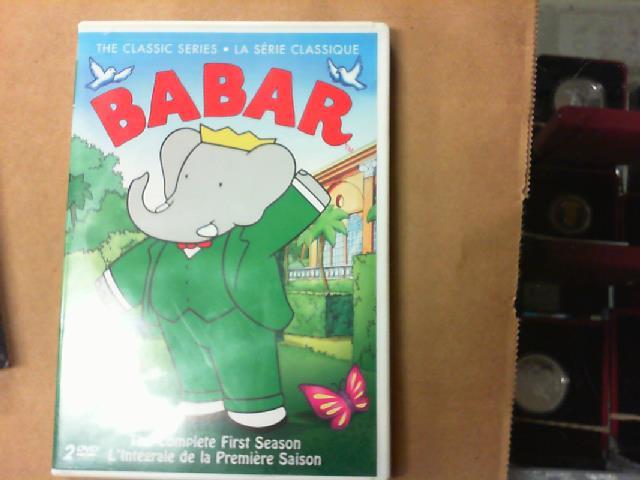 THE CLASSIC SERIES • LA SÉRIE CLASSIQUE
BABAR
The Complete First Season
2 DVD L'Intégrale de la Première Saison